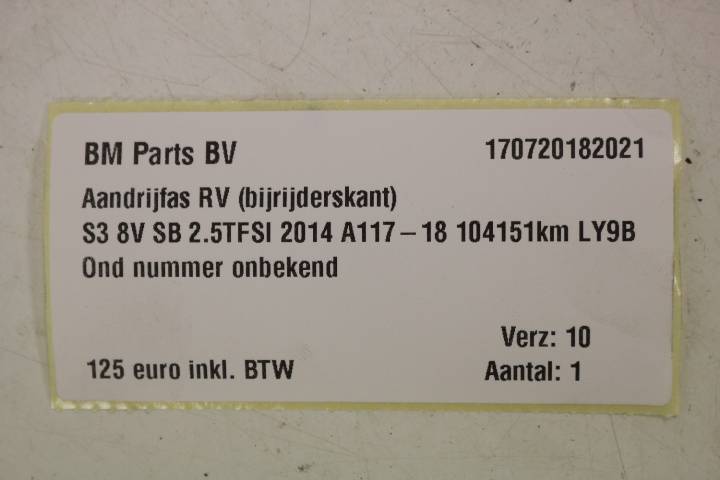 BM Parts BV 170720182021
Aandrijfas RV (bijrijderskant)
S3 8V SB 2.5TFSI 2014 A117-18 104151km LY9B
Ond nummer onbekend
Verz: 10
125 euro inkl. BTW Aantal: 1